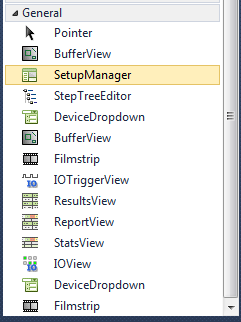 General
Pointer
BufferView
SetupManager
StepTreeEditor
DeviceDropdown
BufferView
Filmstrip
IOTriggerView
ResultsView
ReportView
StatsView
IOView
DeviceDropdown
Filmstrip